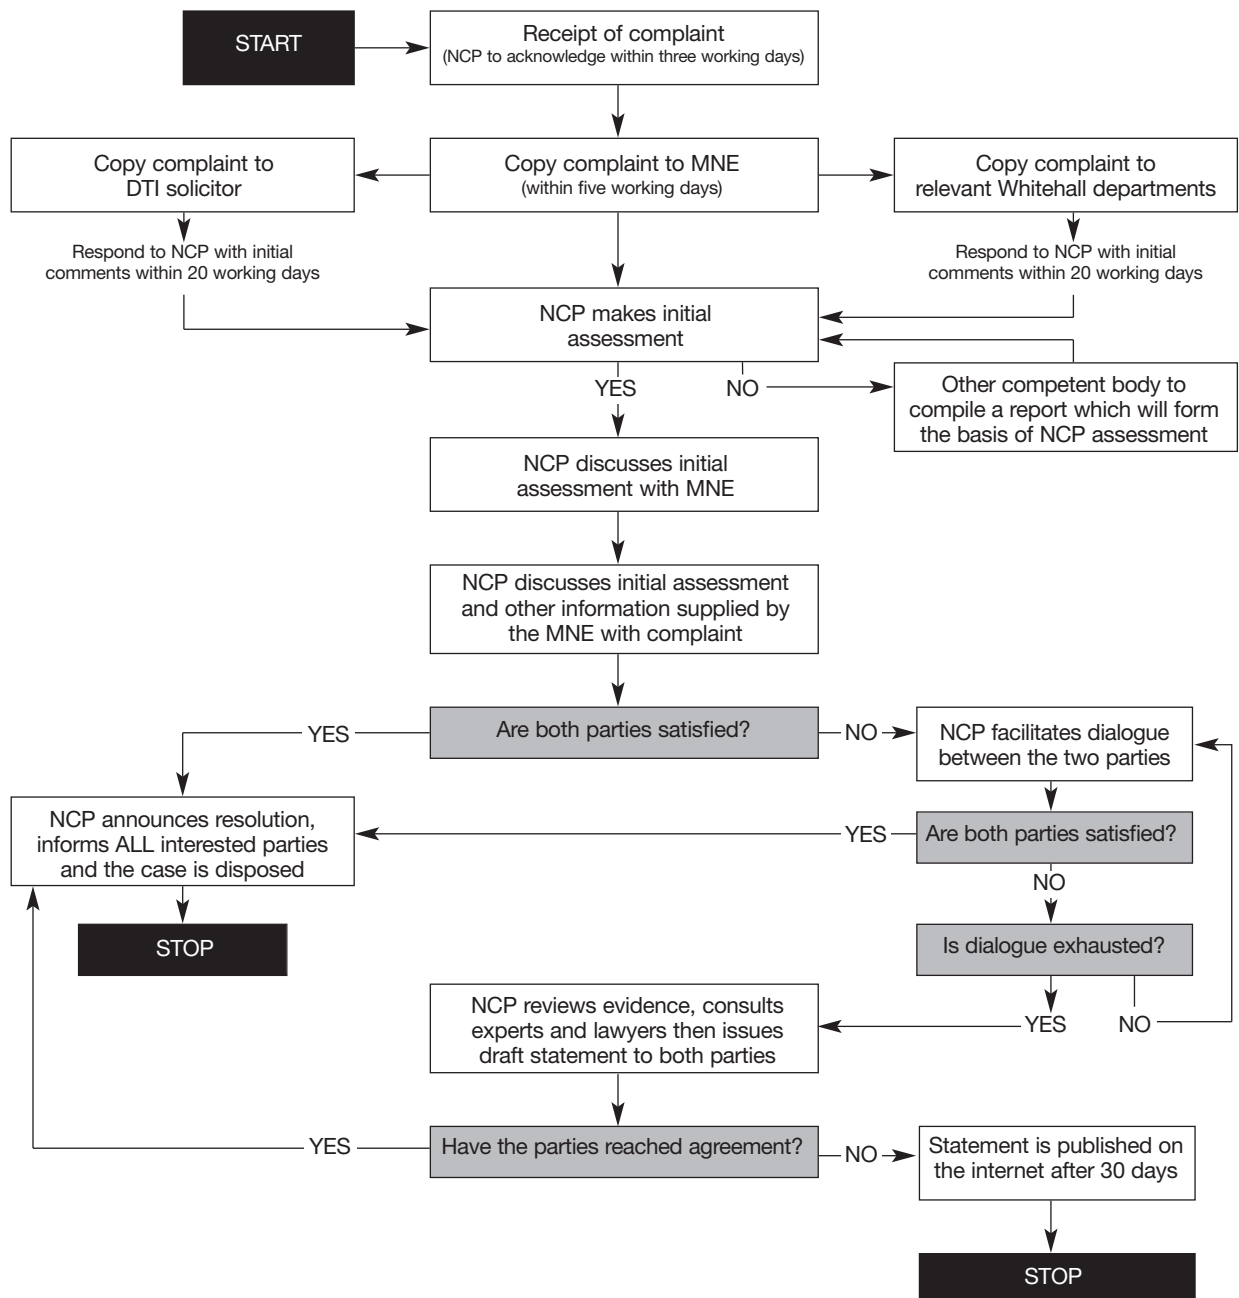 START
Receipt of complaint
(NCP to acknowledge within three working days)
Copy complaint to
DTI solicitor
Copy complaint to MNE
(within five working days)
Copy complaint to
relevant Whitehall departments
Respond to NCP with initial
comments within 20 working days
Respond to NCP with initial
comments within 20 working days
NCP makes initial
assessment
YES
NO
Other competent body to
compile a report which will form
the basis of NCP assessment
NCP discusses initial
assessment with MNE
NCP discusses initial assessment
and other information supplied by
the MNE with complaint
Are both parties satisfied?
YES
NO
NCP facilitates dialogue
between the two parties
NCP announces resolution,
informs ALL interested parties
and the case is disposed
YES
Are both parties satisfied?
NO
STOP
Is dialogue exhausted?
NCP reviews evidence, consults
experts and lawyers then issues
draft statement to both parties
YES
NO
Have the parties reached agreement?
YES
NO
Statement is published on
the internet after 30 days
STOP